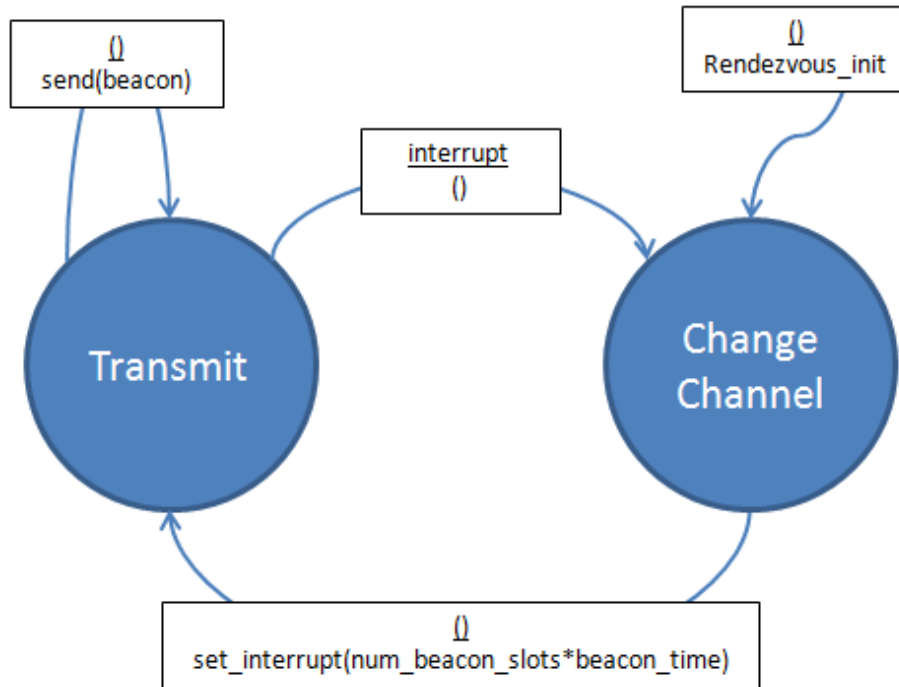 ()
send(beacon)
()
Rendezvous_init
interrupt
()
Transmit
Change
Channel
()
set_interrupt(num_beacon_slots*beacon_time)